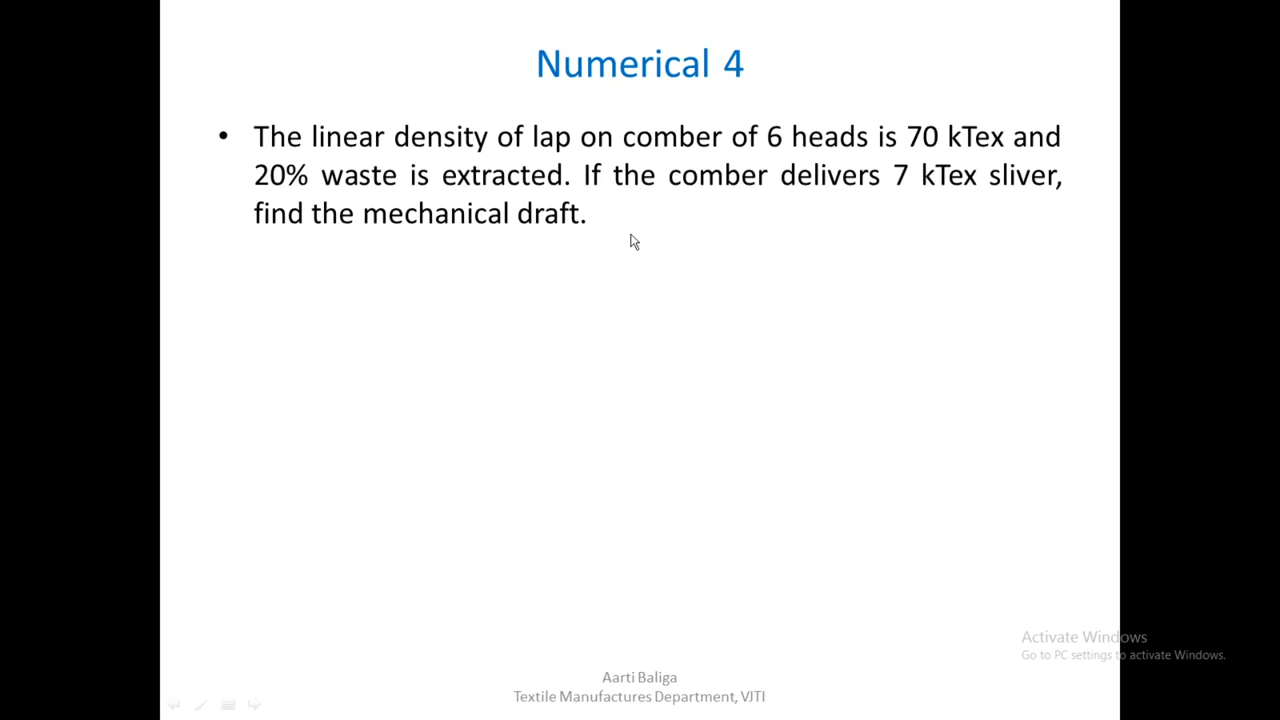 Numerical 4
• The linear density of lap on comber of 6 heads is 70 kTex and
20% waste is extracted. If the comber delivers 7 kTex sliver,
find the mechanical draft.
Activate Windows
Go to PC settings to activate Windows.
Aarti Baliga
Textile Manufactures Department, VJTI